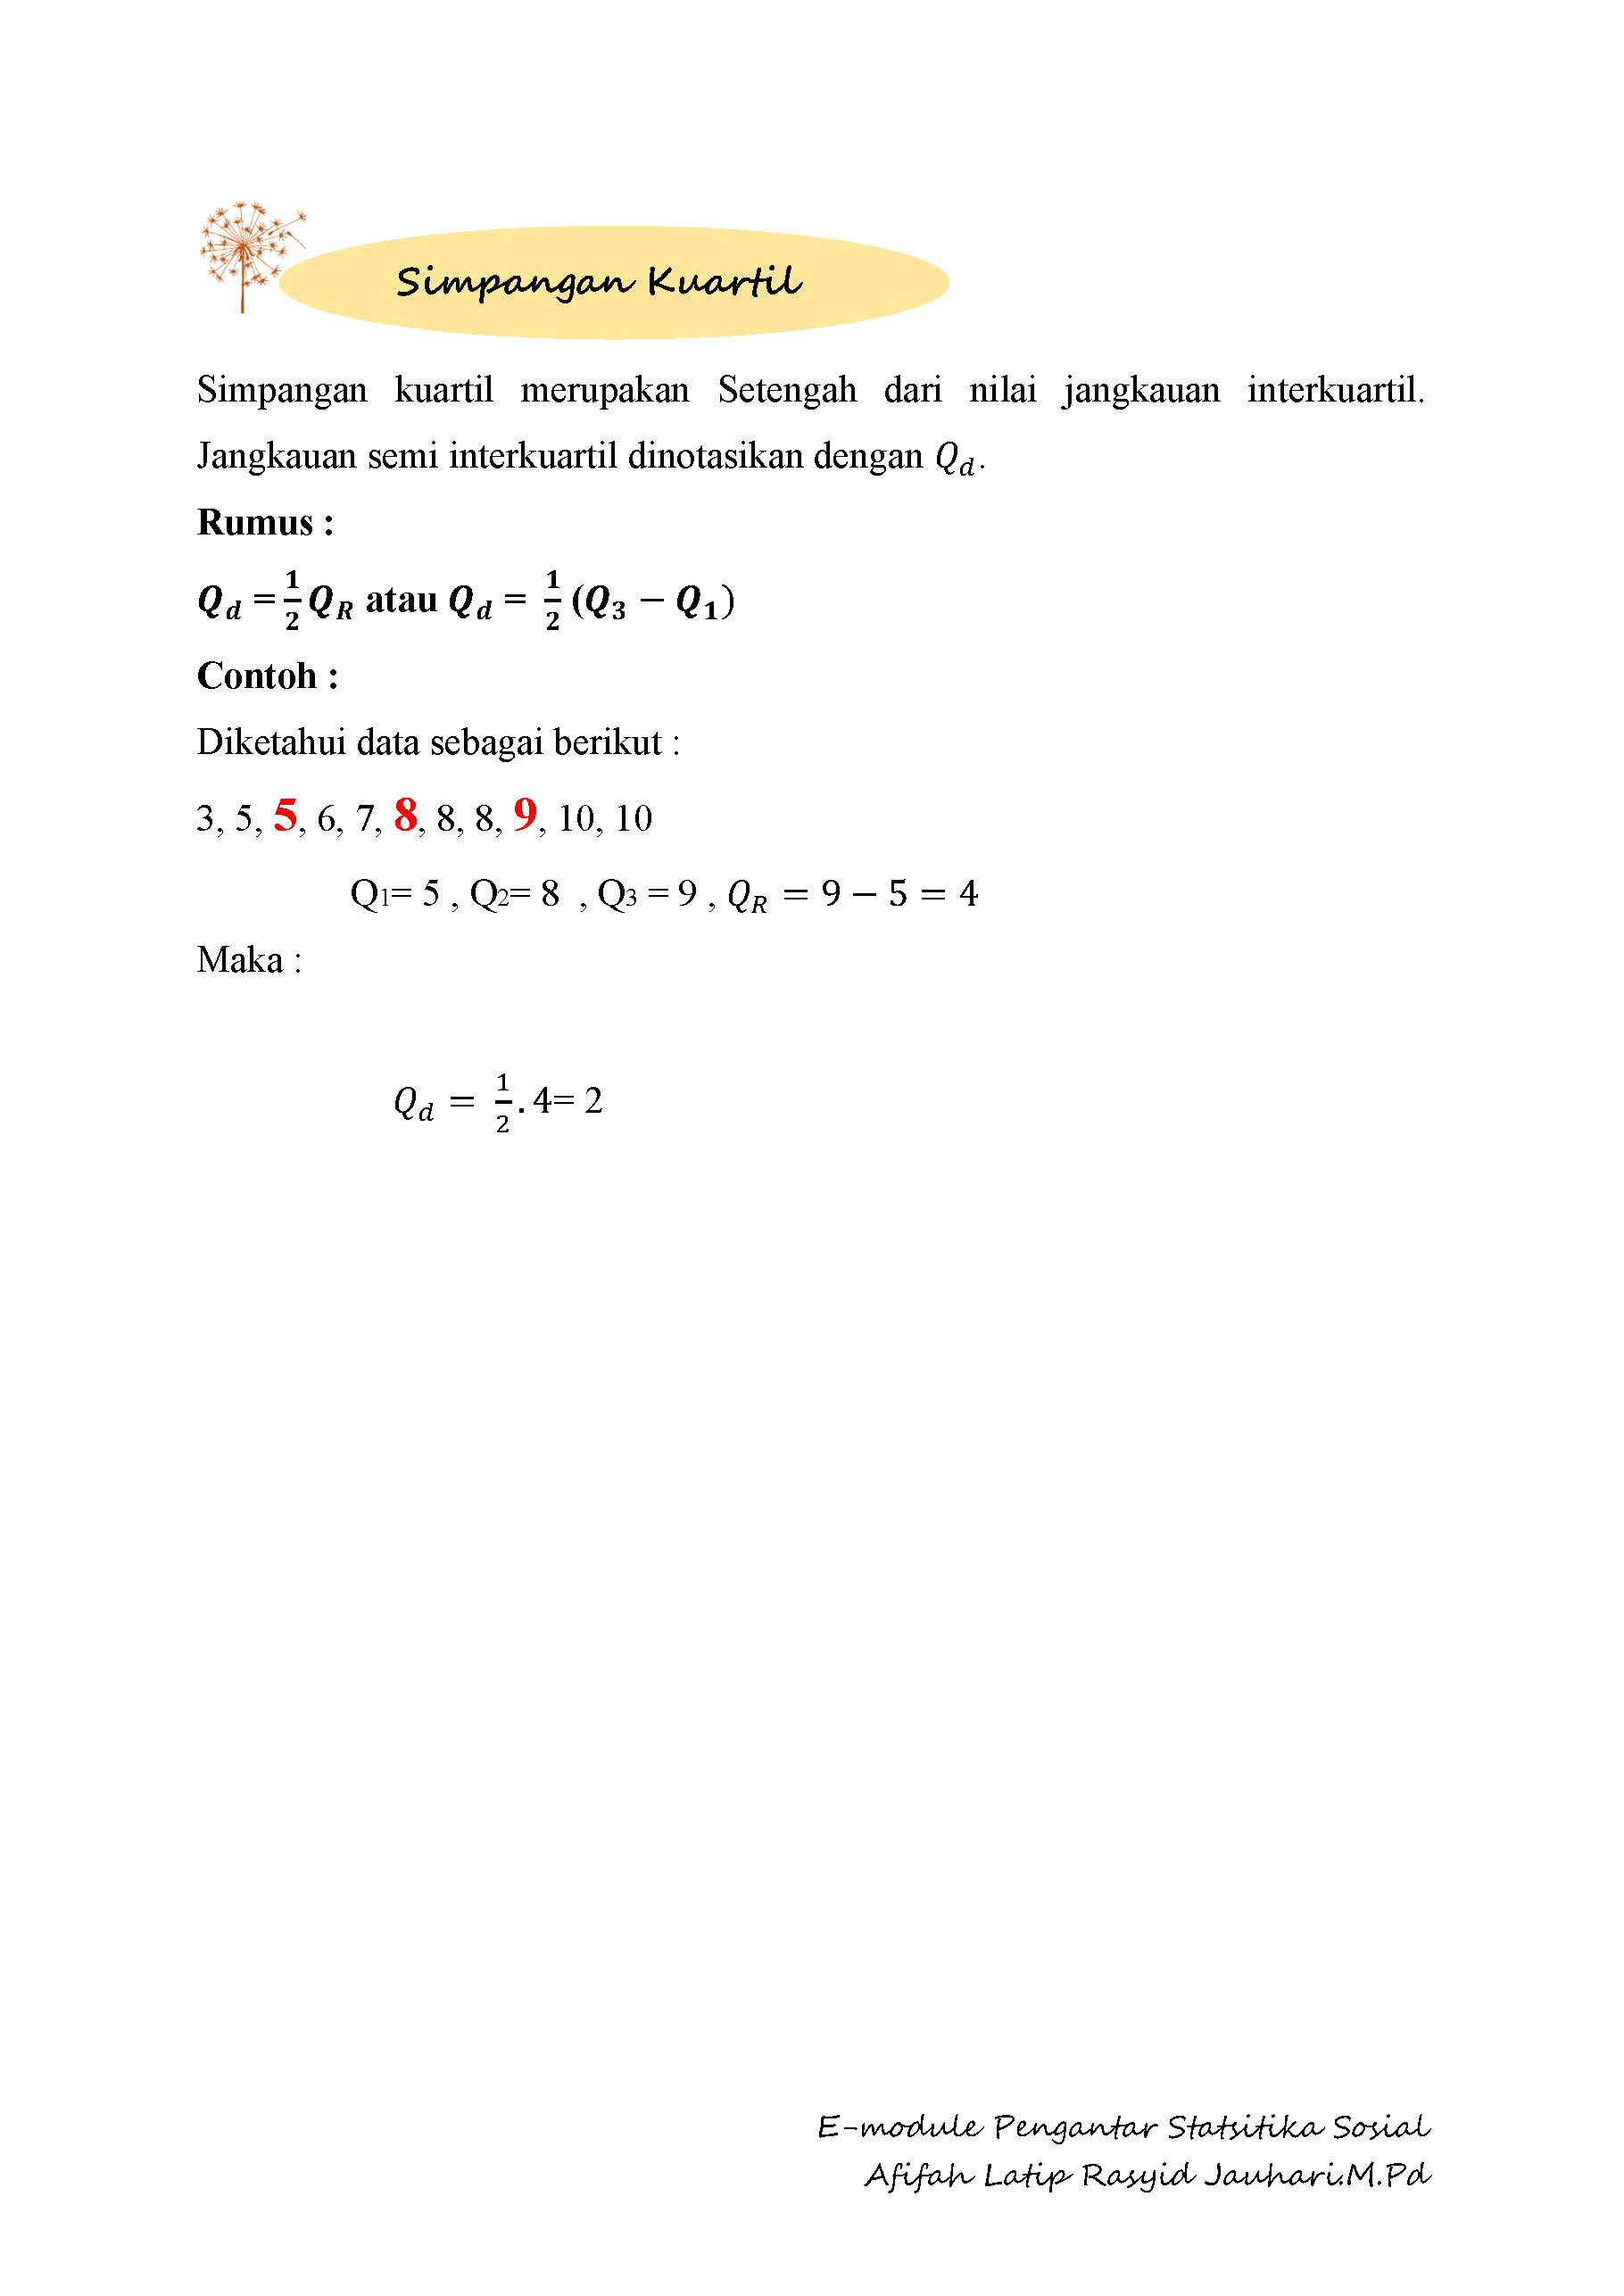 Simpangan Kuartil
Simpangan kuartil merupakan Setengah dari nilai jangkauan interkuartil.
Jangkauan semi interkuartil dinotasikan dengan Q_d.
Rumus :
Q_d = 1/2 Q_R atau Q_d = 1/2 (Q_3 − Q_1)
Contoh :
Diketahui data sebagai berikut :
3, 5, 5, 6, 7, 8, 8, 8, 9, 10, 10
Q1= 5 , Q2= 8 , Q3 = 9 , Q_R = 9 − 5 = 4
Maka :
Q_d = 1/2 . 4= 2
E-module Pengantar Statsitika Sosial
Afifah Latip Rasyid Jauhari.M.Pd